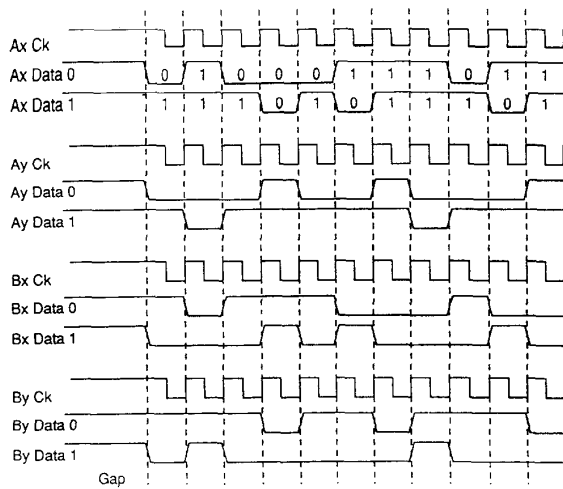 Ax Ck
Ax Data 0 0 1 0 0 0 1 1 1 0 1 1
Ax Data 1 1 1 1 0 1 0 1 1 1 0 1
Ay Ck
Ay Data 0
Ay Data 1
Bx Ck
Bx Data 0
Bx Data 1
By Ck
By Data 0
By Data 1
Gap